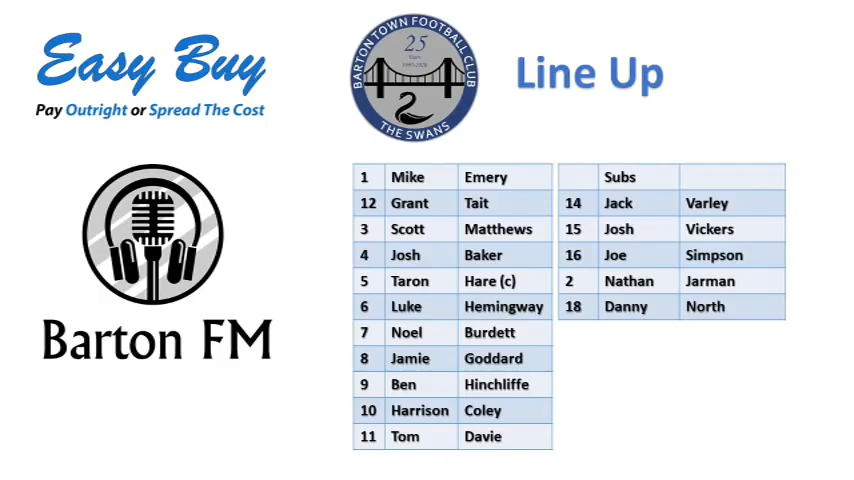 Easy Buy
Pay Outright or Spread The Cost
BARTON TOWN FOOTBALL CLUB
25
Years
THE SWANS
Line Up
Barton FM
1 Mike Emery
12 Grant Tait
3 Scott Matthews
4 Josh Baker
5 Taron Hare (c)
6 Luke Hemingway
7 Noel Burdett
8 Jamie Goddard
9 Ben Hinchliffe
10 Harrison Coley
11 Tom Davie
Subs
14 Jack Varley
15 Josh Vickers
16 Joe Simpson
2 Nathan Jarman
18 Danny North